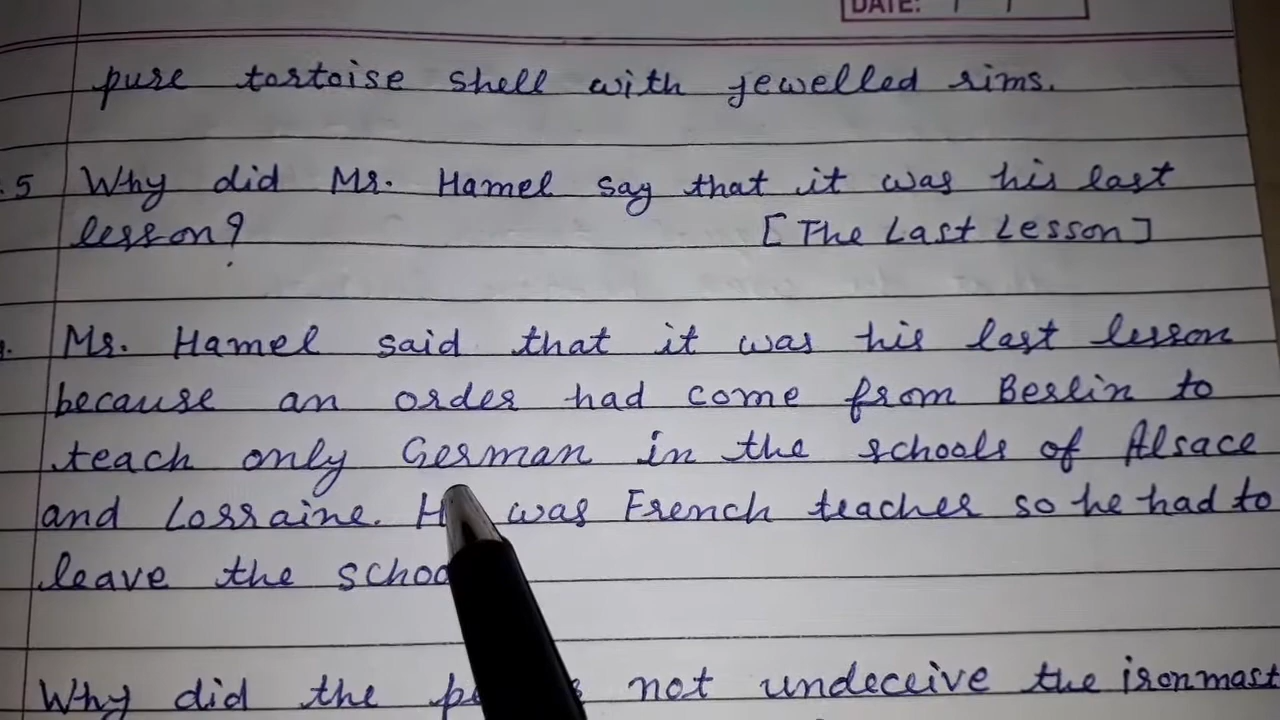 DATE: / /
pure tortoise shell with jewelled rims.
.5 Why did Mr. Hamel say that it was his last
lesson? [The Last Lesson]
Mr. Hamel said that it was his last lesson
because an order had come from Berlin to
teach only German in the schools of Alsace
and Lorraine. H was French teacher so he had to
leave the schoo
Why did the not undeceive the ironmast